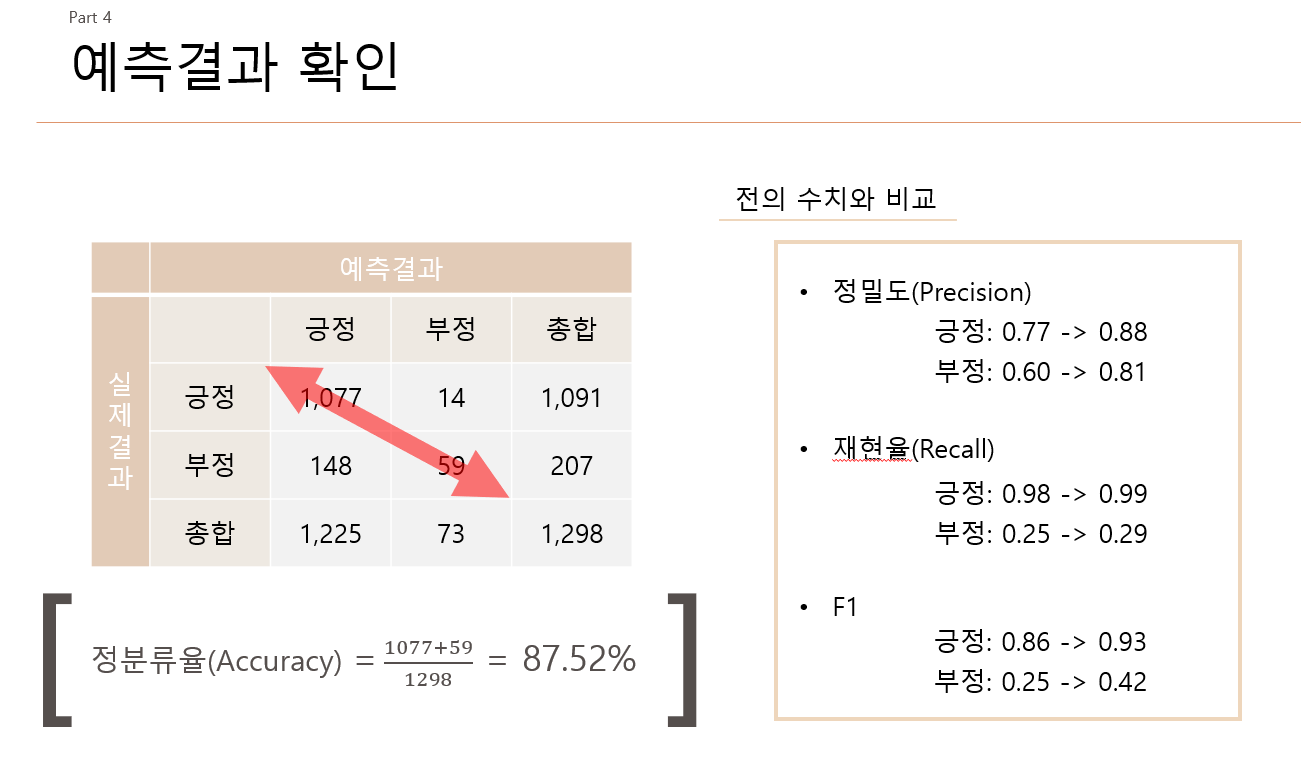 Part 4
예측결과 확인
전의 수치와 비교
예측결과
실제결과
긍정 부정 총합
긍정 1,077 14 1,091
부정 148 59 207
총합 1,225 73 1,298
[ 정분류율(Accuracy) = 1077+59 / 1298 = 87.52% ]
• 정밀도(Precision)
긍정: 0.77 -> 0.88
부정: 0.60 -> 0.81
• 재현율(Recall)
긍정: 0.98 -> 0.99
부정: 0.25 -> 0.29
• F1
긍정: 0.86 -> 0.93
부정: 0.25 -> 0.42